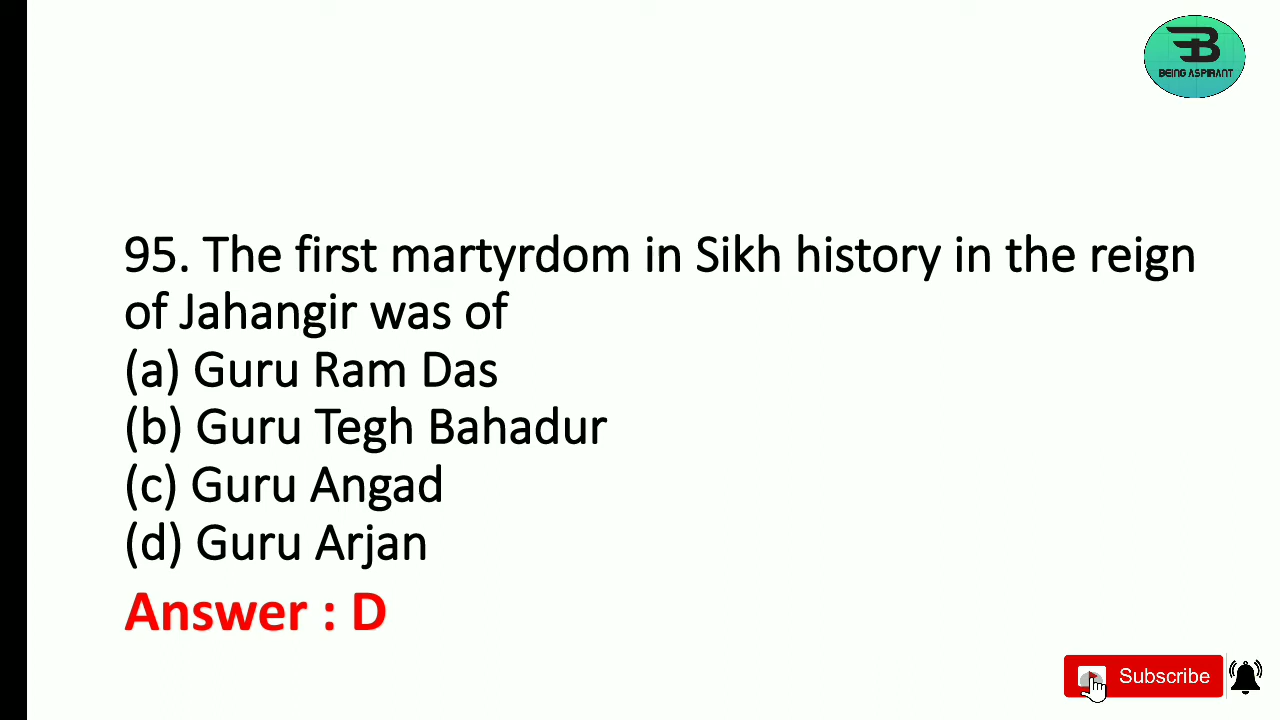 BEING ASPIRANT
95. The first martyrdom in Sikh history in the reign
of Jahangir was of
(a) Guru Ram Das
(b) Guru Tegh Bahadur
(c) Guru Angad
(d) Guru Arjan
Answer : D
Subscribe